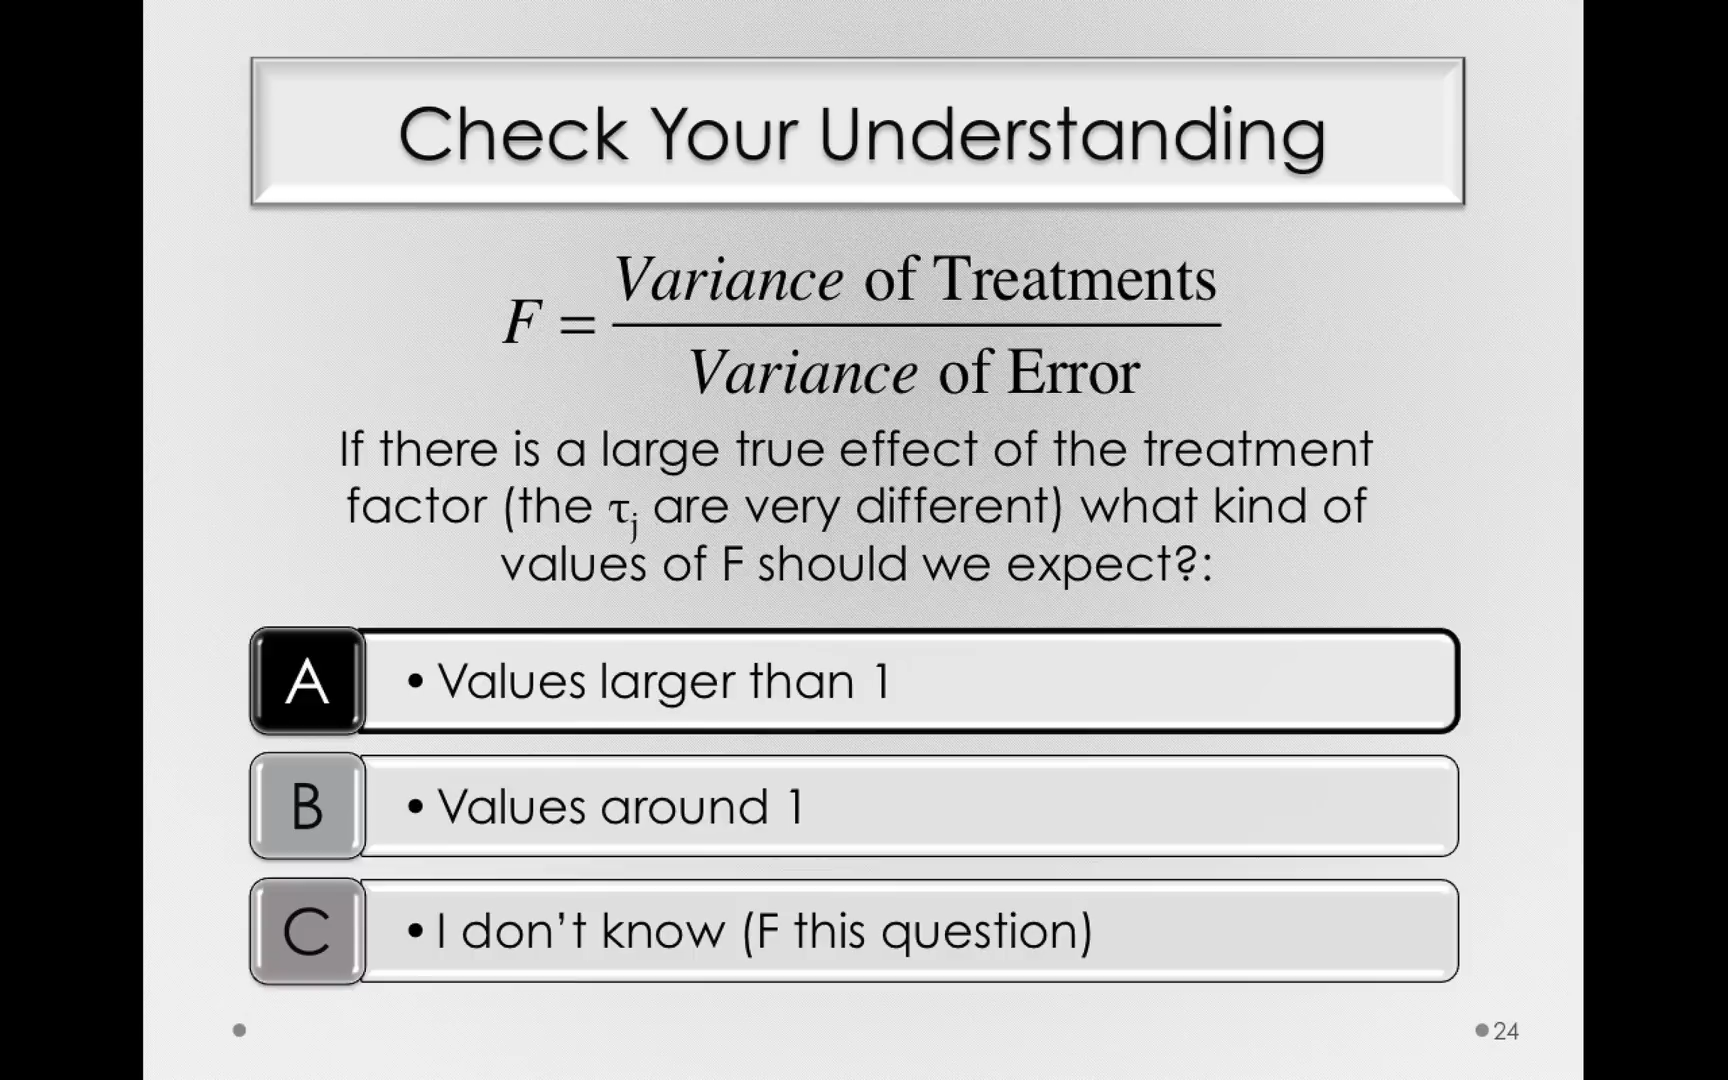 Check Your Understanding
F = Variance of Treatments / Variance of Error
If there is a large true effect of the treatment
factor (the τj are very different) what kind of
values of F should we expect?:
A • Values larger than 1
B • Values around 1
C • I don’t know (F this question)
24